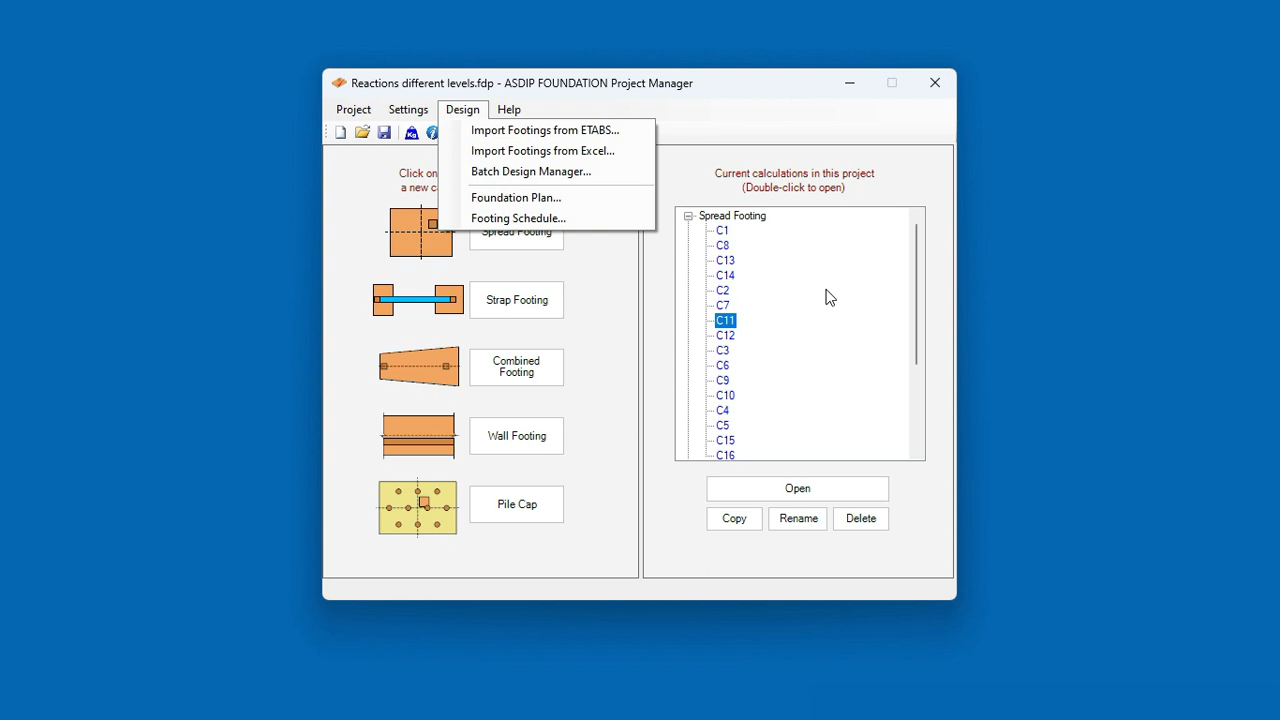 Reactions different levels.fdp - ASDIP FOUNDATION Project Manager
Project Settings Design Help
Import Footings from ETABS...
Import Footings from Excel...
Batch Design Manager...
Foundation Plan...
Footing Schedule...
Kg
Click on
a new c
Spread Footing
Strap Footing
Combined
Footing
Wall Footing
Pile Cap
Current calculations in this project
(Double-click to open)
Spread Footing
C1
C8
C13
C14
C2
C7
C11
C12
C3
C6
C9
C10
C4
C5
C15
C16
Open
Copy Rename Delete